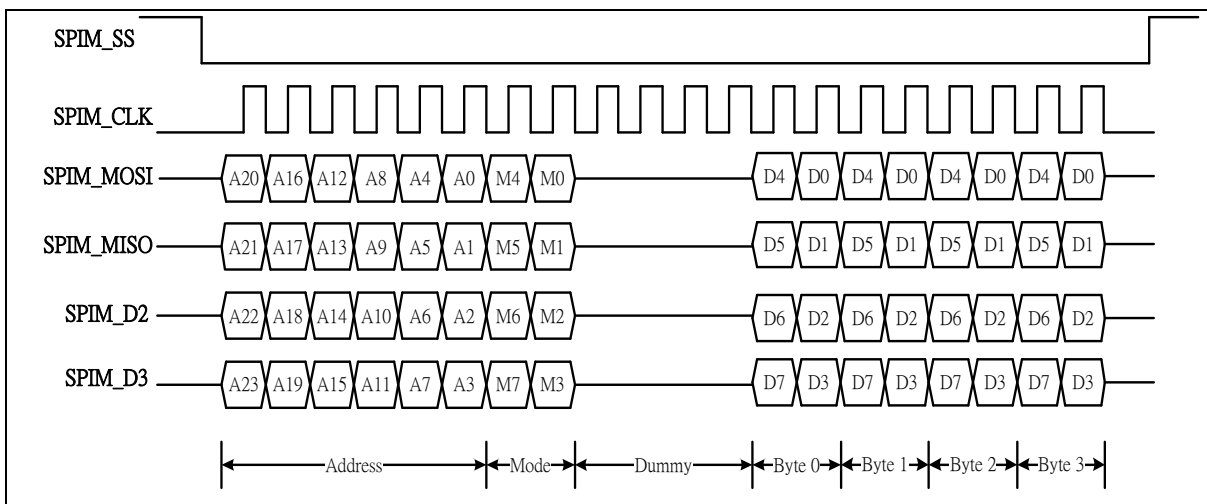 SPIM_SS
SPIM_CLK
SPIM_MOSI A20 A16 A12 A8 A4 A0 M4 M0 D4 D0 D4 D0 D4 D0 D4 D0
SPIM_MISO A21 A17 A13 A9 A5 A1 M5 M1 D5 D1 D5 D1 D5 D1 D5 D1
SPIM_D2 A22 A18 A14 A10 A6 A2 M6 M2 D6 D2 D6 D2 D6 D2 D6 D2
SPIM_D3 A23 A19 A15 A11 A7 A3 M7 M3 D7 D3 D7 D3 D7 D3 D7 D3
Address Mode Dummy Byte 0 Byte 1 Byte 2 Byte 3